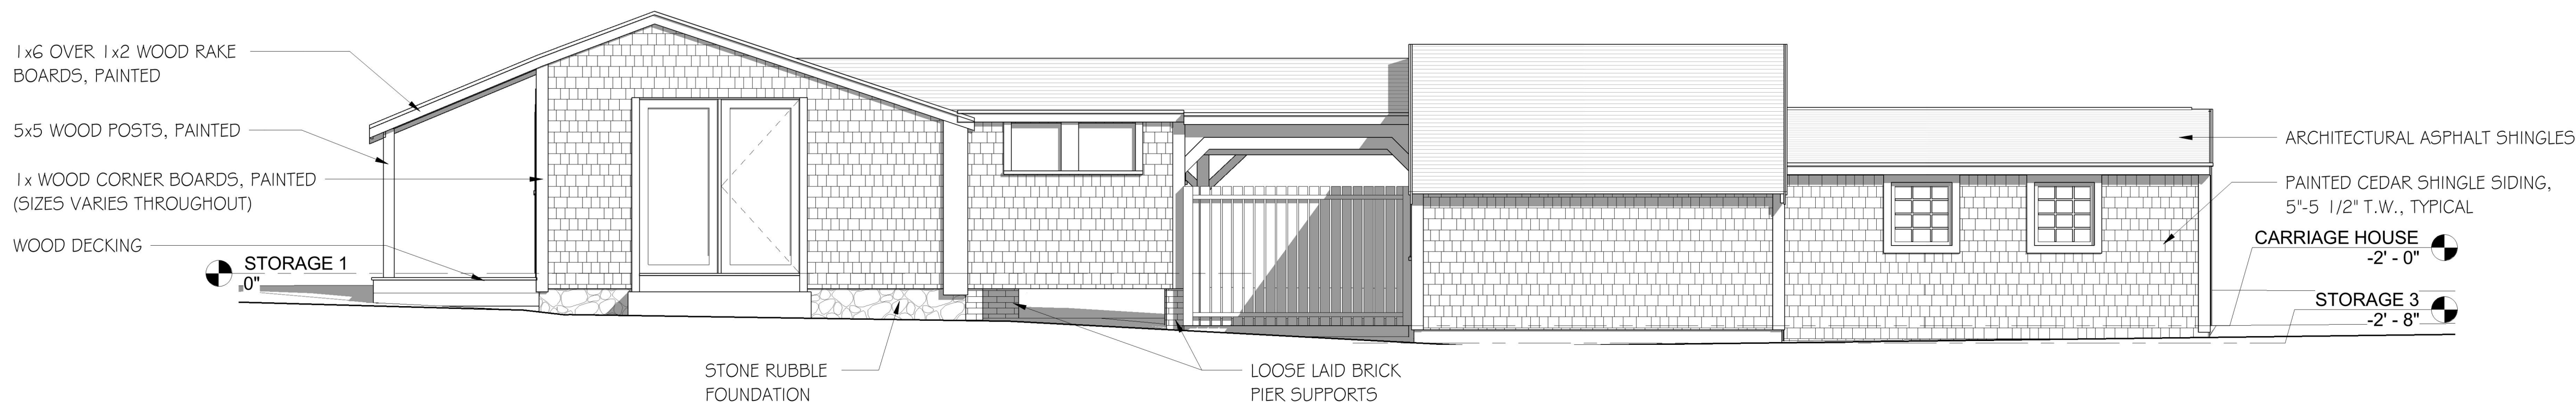 1x6 OVER 1x2 WOOD RAKE
BOARDS, PAINTED
5x5 WOOD POSTS, PAINTED
1x WOOD CORNER BOARDS, PAINTED
(SIZES VARIES THROUGHOUT)
WOOD DECKING
STORAGE 1
0"
STONE RUBBLE
FOUNDATION
LOOSE LAID BRICK
PIER SUPPORTS
ARCHITECTURAL ASPHALT SHINGLES
PAINTED CEDAR SHINGLE SIDING,
5"-5 1/2" T.W., TYPICAL
CARRIAGE HOUSE
-2' - 0"
STORAGE 3
-2' - 8"